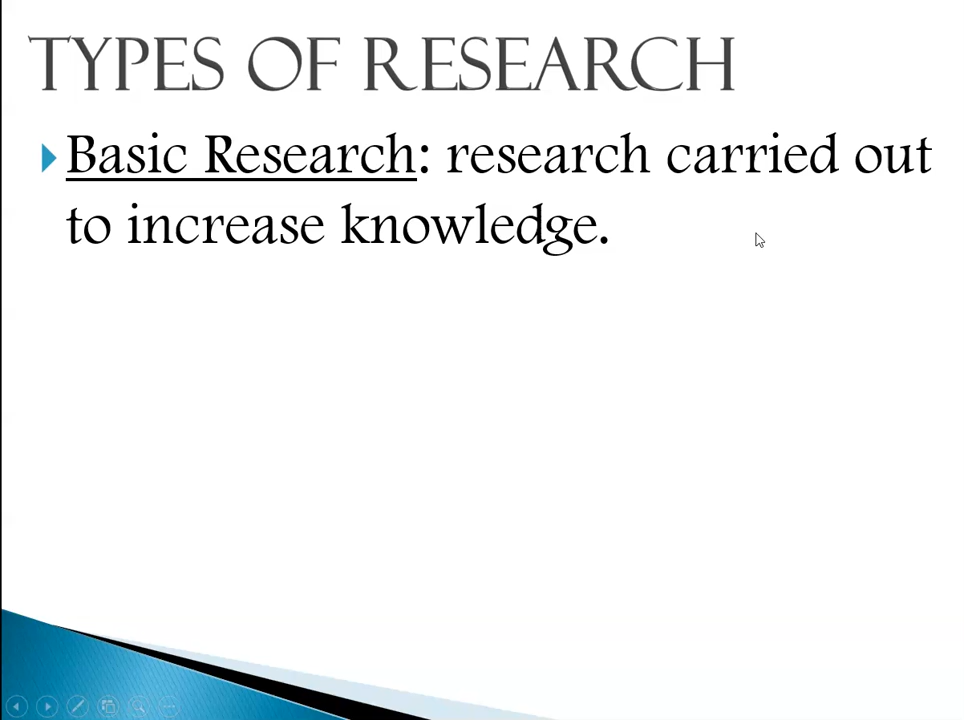 TYPES OF RESEARCH
Basic Research: research carried out
to increase knowledge.